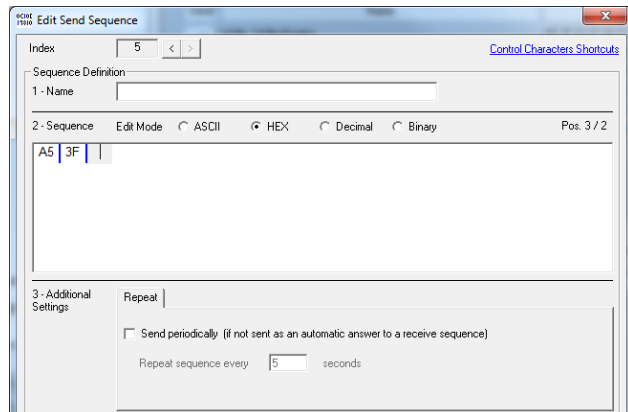 Edit Send Sequence
Index 5 < > Control Characters Shortcuts
Sequence Definition
1 - Name
2 - Sequence Edit Mode ASCII HEX Decimal Binary Pos. 3 / 2
A5 3F
3 - Additional Settings
Repeat
Send periodically (if not sent as an automatic answer to a receive sequence)
Repeat sequence every 5 seconds